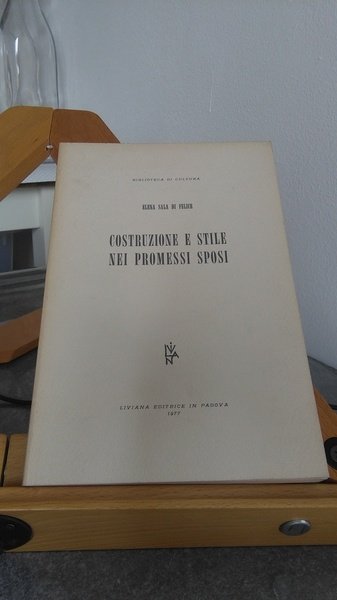 BIBLIOTECA DI CULTURA
ELENA SALA DI FELICE
COSTRUZIONE E STILE
NEI PROMESSI SPOSI
LIVIANA EDITRICE IN PADOVA
1977